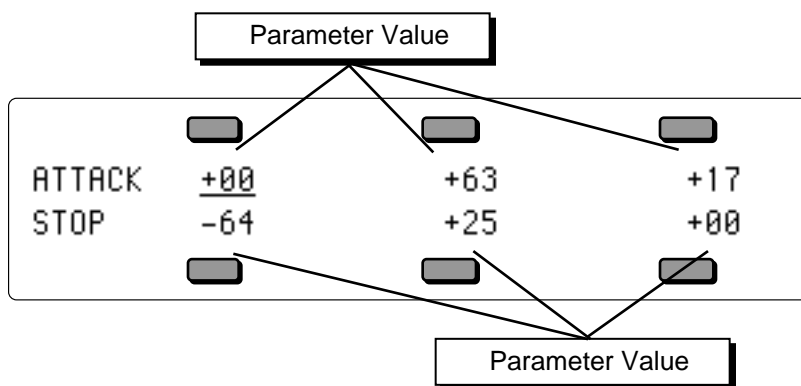 Parameter Value
ATTACK +00 +63 +17
STOP -64 +25 +00
Parameter Value